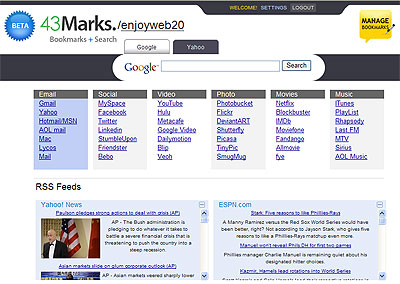 WELCOME: enjoyweb20 SETTINGS LOGOUT
BETA
43Marks./enjoyweb20
Bookmarks + Search
MANAGE
BOOKMARKS
Google Yahoo
Google Search
Email Social Video Photo Movies Music
Gmail MySpace YouTube Photobucket Netflix iTunes
Yahoo Facebook Hulu Flickr Blockbuster PlayList
Hotmail/MSN Twitter Metacafe DeviantART IMDb Rhapsody
AOL mail Linkedin Google Video Shutterfly Moviefone Last FM
Mac StumbleUpon Dailymotion Picasa Fandango MTV
Lycos Friendster Blip TinyPic Amillionic Sirius
Mail Bebo Veoh SmugMug fye AOL Music
RSS Feeds
Yahoo! News
Paulson pledges strong actions to deal with crisis (AP)
AP - The Bush administration is
pledging to do whatever it takes to
battle a severe financial crisis that is
threatening to push the country into a
steep recession.
Asian markets slide on glum corporate outlook (AP)
AP - Asian markets veered sharply lower
ESPN.com
Stark: Five reasons to like Phillies-Rays
A Manny Ramirez versus the Red Sox World Series would
have been better, right? Not according to Jayson Stark, who gives five
reasons to like a Phillies/Rays matchup even more.
Manuel won't reveal Phils DH for first two games
Phillies manager Charlie Manuel is remaining quiet about his
designated hitter choices.
Kazmir, Hamels lead rotations into World Series